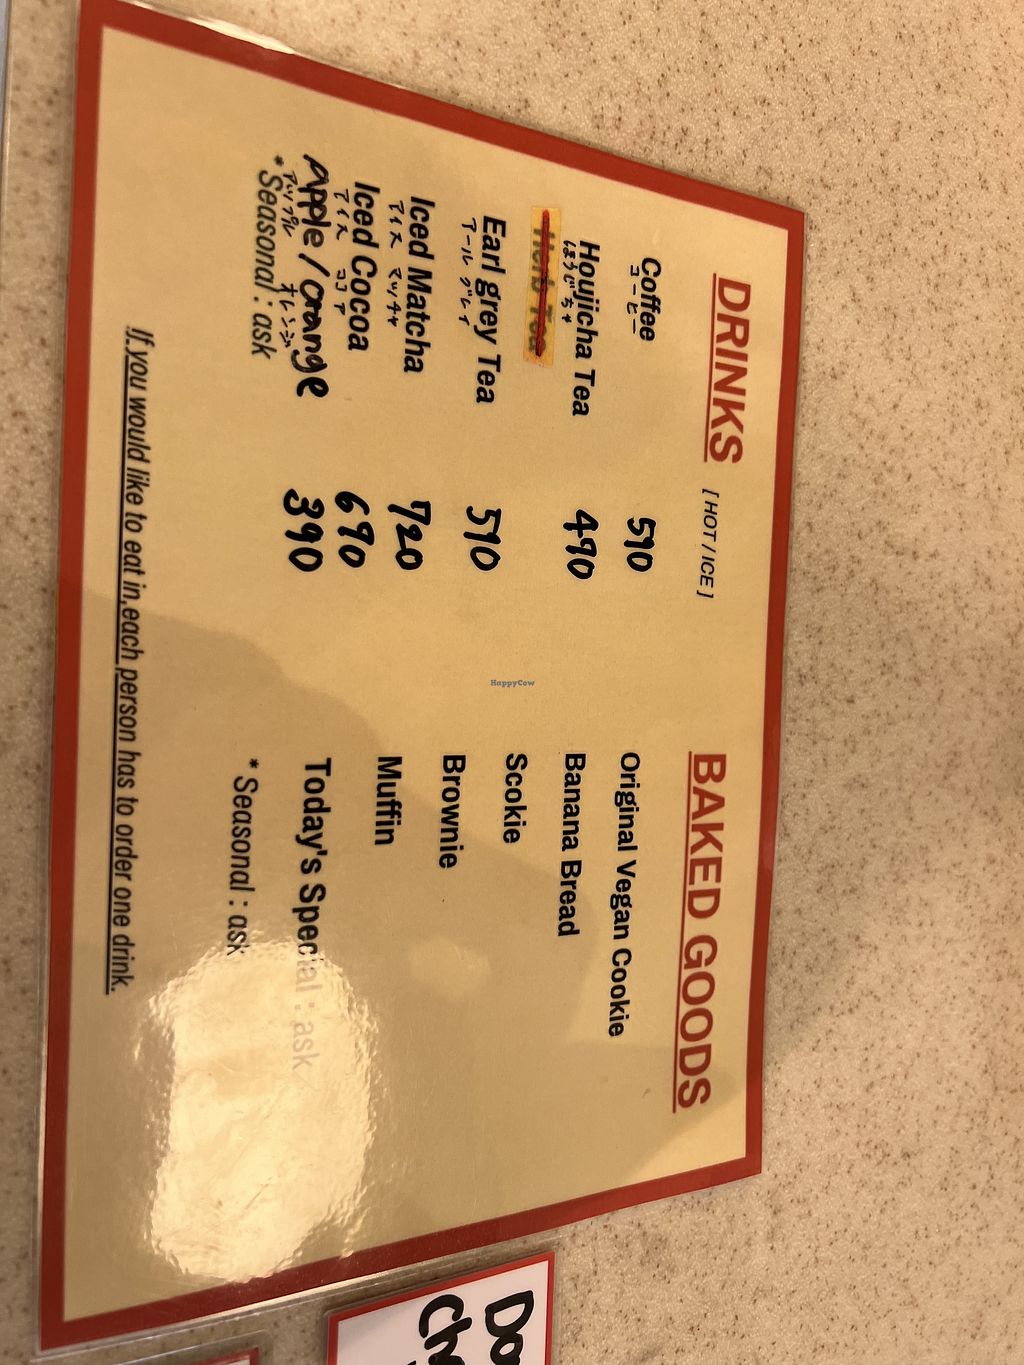 DRINKS [ HOT / ICE ]
Coffee 590
コーヒー
Houjicha Tea 490
ほうじちゃ
Herb Tea
Earl grey Tea 590
アールグレイ
Iced Matcha 720
アイス マッチャ
Iced Cocoa 690
アイス ココア
Apple / Orange 390
アップル オレンジ
*Seasonal : ask
BAKED GOODS
Original Vegan Cookie
Banana Bread
Scokie
Brownie
Muffin
Today's Special : ask
* Seasonal : ask
If you would like to eat in,each person has to order one drink.
HappyCow